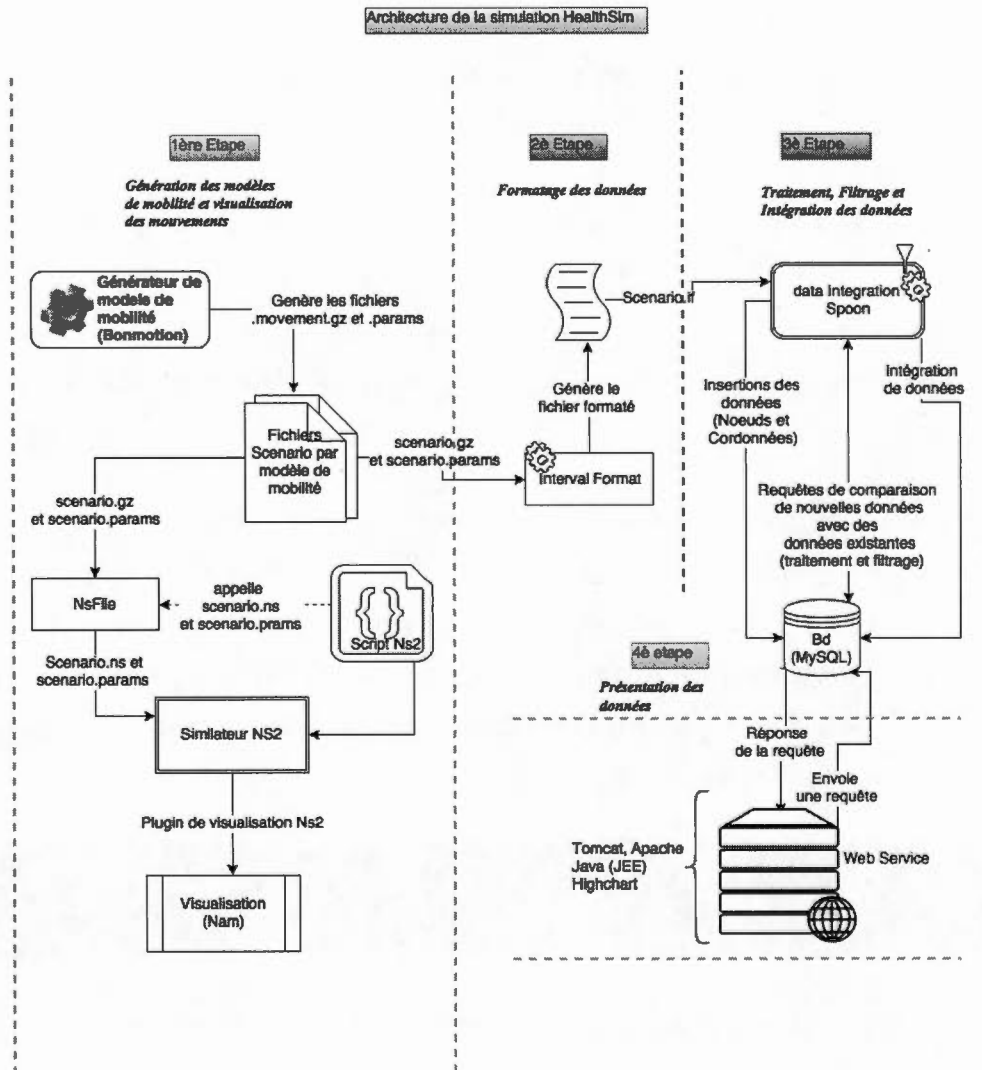 Architecture de la simulation HealthSim
1ère Etape
Génération des modèles
de mobilité et visualisation
des mouvements
Générateur de
modele de
mobilité
(Bonmotion)
Genère les fichiers
.movement.gz et .params
Fichiers
Scenario par
modèle de
mobilité
scenario.gz
et scenario.params
NsFile
appelle
scenario.ns
et scenario.prams
Script Ns2
Scenario.ns et
scenario.params
Similateur NS2
Plugin de visualisation Ns2
Visualisation
(Nam)
2è Etape
Formatage des données
scenario.gz
et scenario.params
Interval Format
Génère le
fichier formaté
Scenario.if
3è Etape
Traitement, Filtrage et
Intégration des données
data Integration
Spoon
Insertions des
données
(Noeuds et
Cordonnées)
Intégration
de données
Requêtes de comparaison
de nouvelles données
avec des
données existantes
(traitement et filtrage)
Bd
(MySQL)
4è etape
Présentation des
données
Réponse
de la requête
Envoie
une requête
Tomcat, Apache
Java (JEE)
Highchart
Web Service